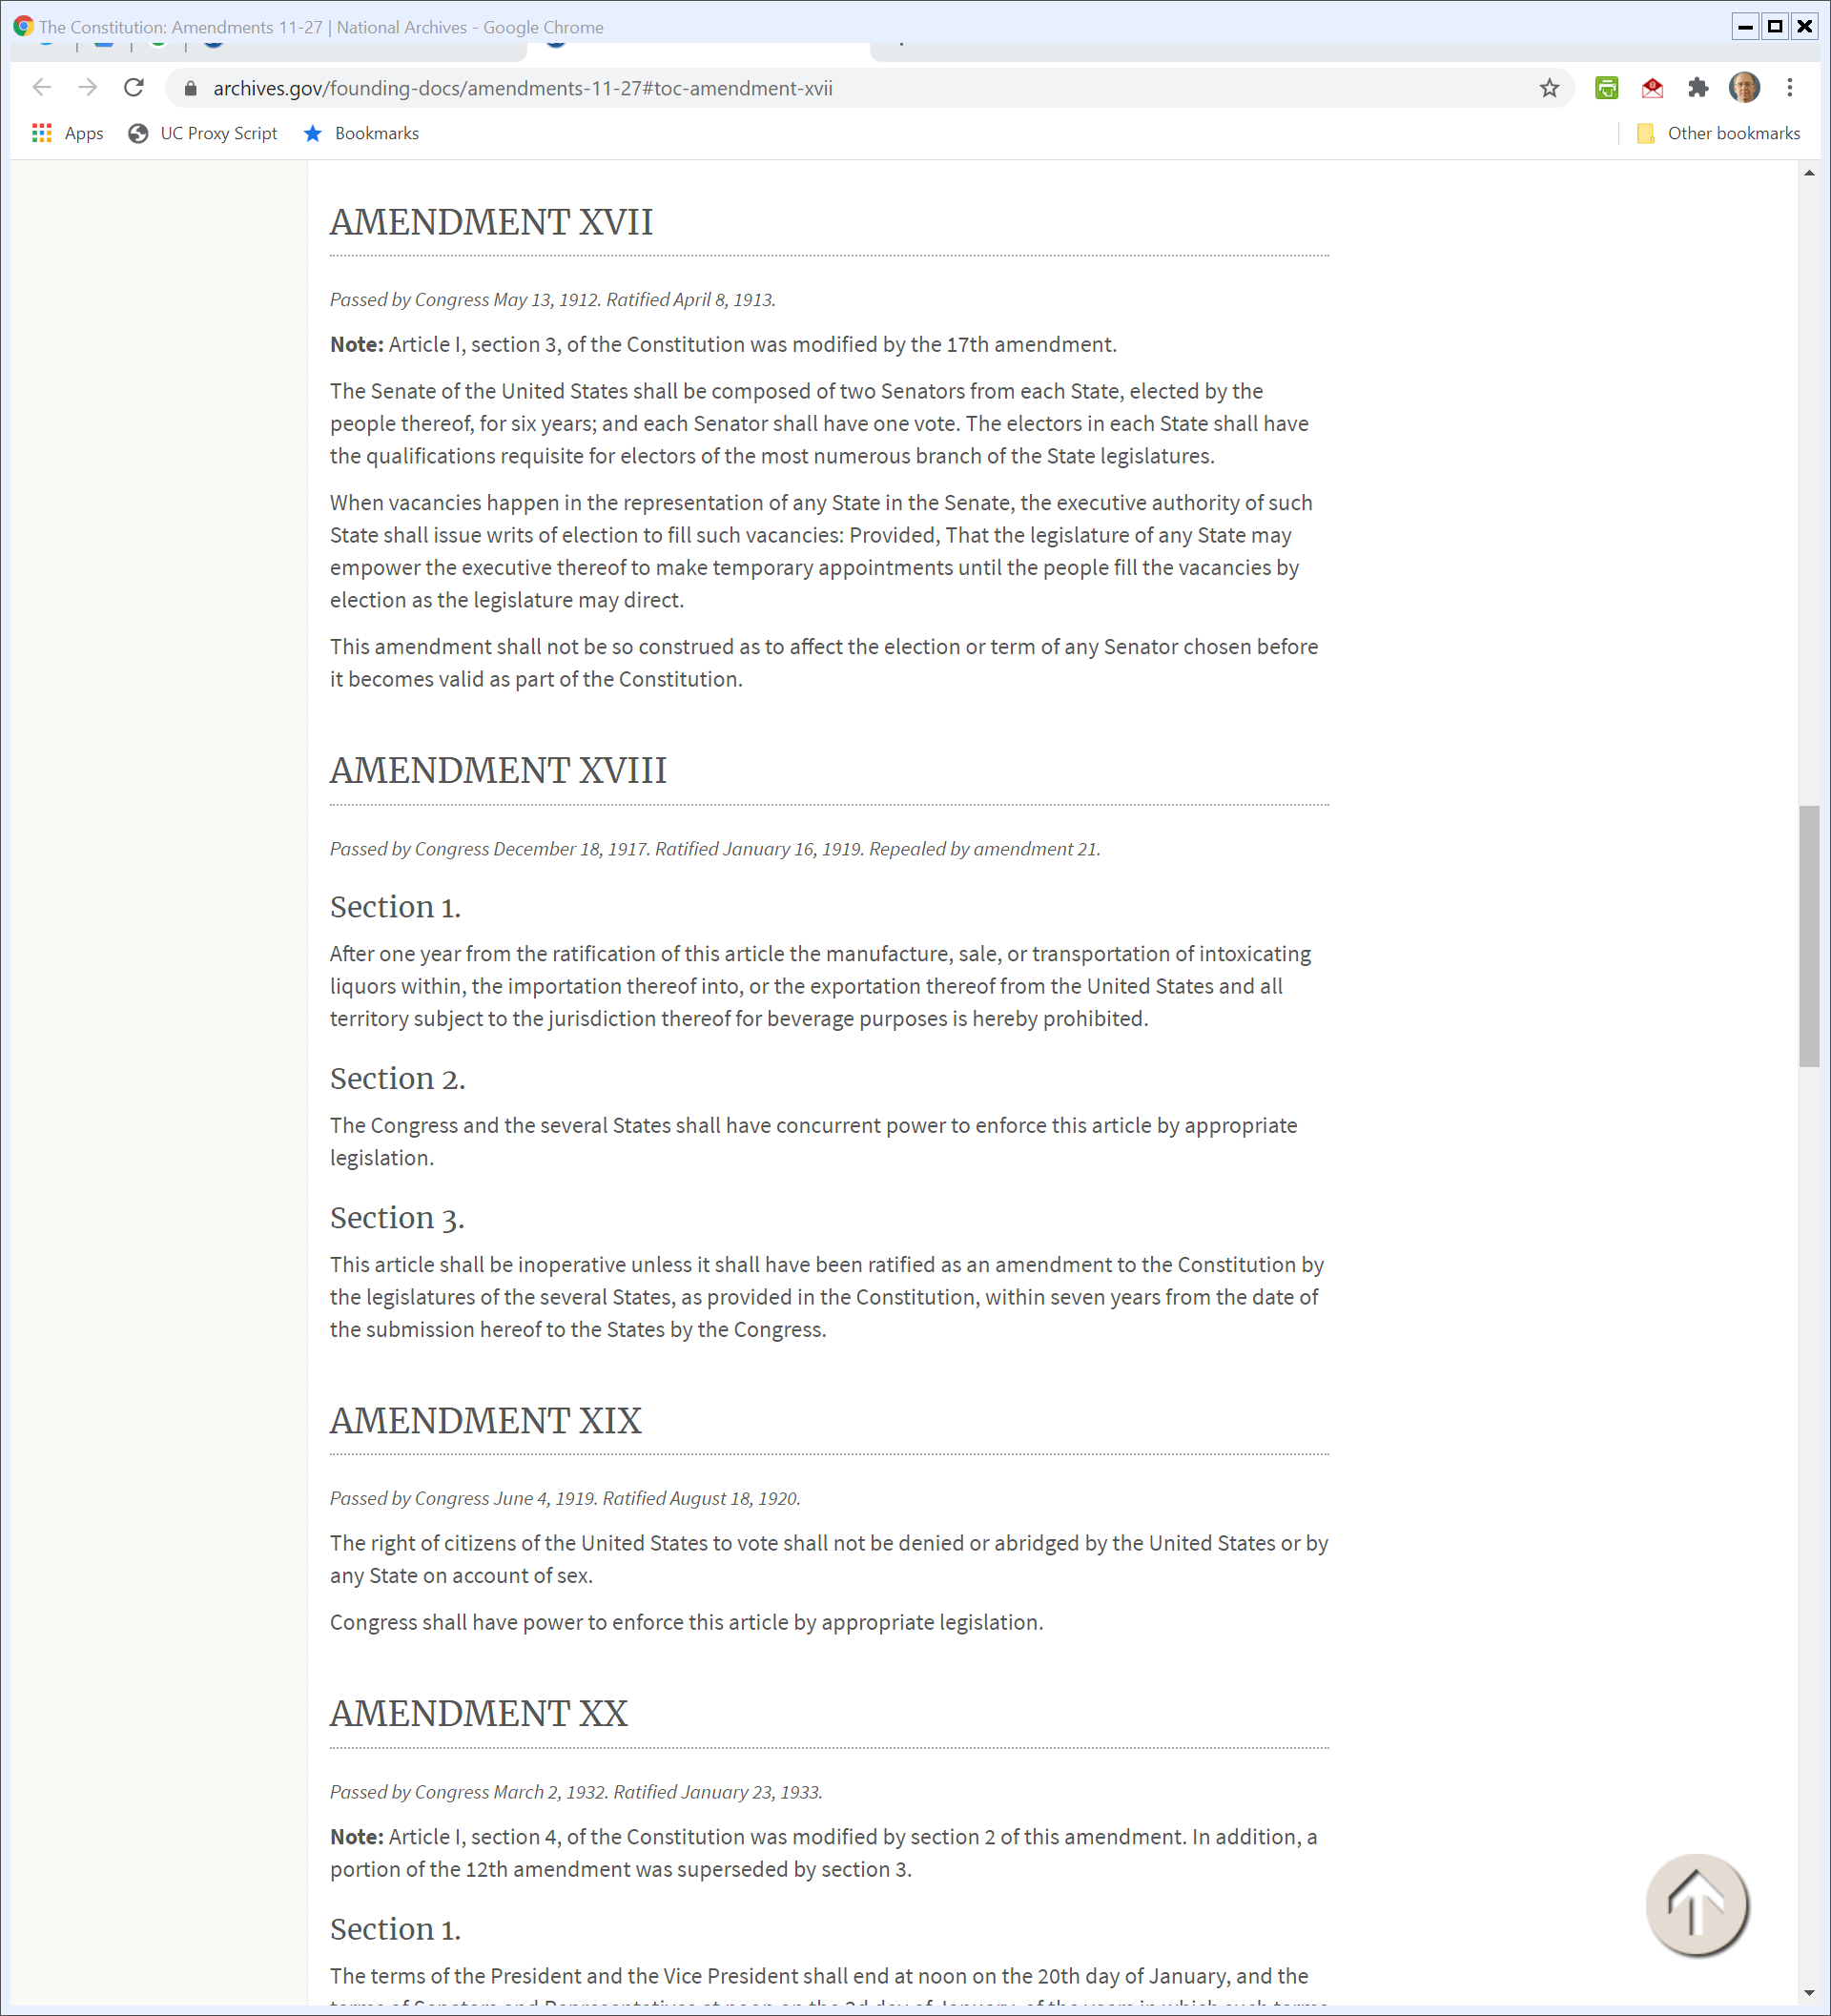 The Constitution: Amendments 11-27 | National Archives - Google Chrome
archives.gov/founding-docs/amendments-11-27#toc-amendment-xvii
Apps UC Proxy Script Bookmarks Other bookmarks
AMENDMENT XVII
Passed by Congress May 13, 1912. Ratified April 8, 1913.
Note: Article I, section 3, of the Constitution was modified by the 17th amendment.
The Senate of the United States shall be composed of two Senators from each State, elected by the
people thereof, for six years; and each Senator shall have one vote. The electors in each State shall have
the qualifications requisite for electors of the most numerous branch of the State legislatures.
When vacancies happen in the representation of any State in the Senate, the executive authority of such
State shall issue writs of election to fill such vacancies: Provided, That the legislature of any State may
empower the executive thereof to make temporary appointments until the people fill the vacancies by
election as the legislature may direct.
This amendment shall not be so construed as to affect the election or term of any Senator chosen before
it becomes valid as part of the Constitution.
AMENDMENT XVIII
Passed by Congress December 18, 1917. Ratified January 16, 1919. Repealed by amendment 21.
Section 1.
After one year from the ratification of this article the manufacture, sale, or transportation of intoxicating
liquors within, the importation thereof into, or the exportation thereof from the United States and all
territory subject to the jurisdiction thereof for beverage purposes is hereby prohibited.
Section 2.
The Congress and the several States shall have concurrent power to enforce this article by appropriate
legislation.
Section 3.
This article shall be inoperative unless it shall have been ratified as an amendment to the Constitution by
the legislatures of the several States, as provided in the Constitution, within seven years from the date of
the submission hereof to the States by the Congress.
AMENDMENT XIX
Passed by Congress June 4, 1919. Ratified August 18, 1920.
The right of citizens of the United States to vote shall not be denied or abridged by the United States or by
any State on account of sex.
Congress shall have power to enforce this article by appropriate legislation.
AMENDMENT XX
Passed by Congress March 2, 1932. Ratified January 23, 1933.
Note: Article I, section 4, of the Constitution was modified by section 2 of this amendment. In addition, a
portion of the 12th amendment was superseded by section 3.
Section 1.
The terms of the President and the Vice President shall end at noon on the 20th day of January, and the
terms of Senators and Representatives at noon on the 3d day of January, of the years in which such terms